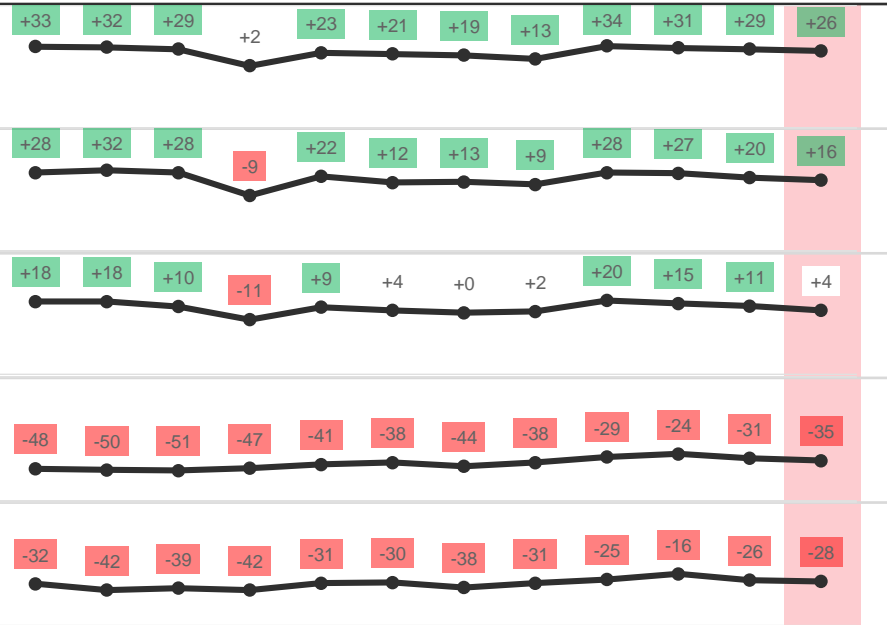 +33 +32 +29 +2 +23 +21 +19 +13 +34 +31 +29 +26
+28 +32 +28 -9 +22 +12 +13 +9 +28 +27 +20 +16
+18 +18 +10 -11 +9 +4 +0 +2 +20 +15 +11 +4
-48 -50 -51 -47 -41 -38 -44 -38 -29 -24 -31 -35
-32 -42 -39 -42 -31 -30 -38 -31 -25 -16 -26 -28